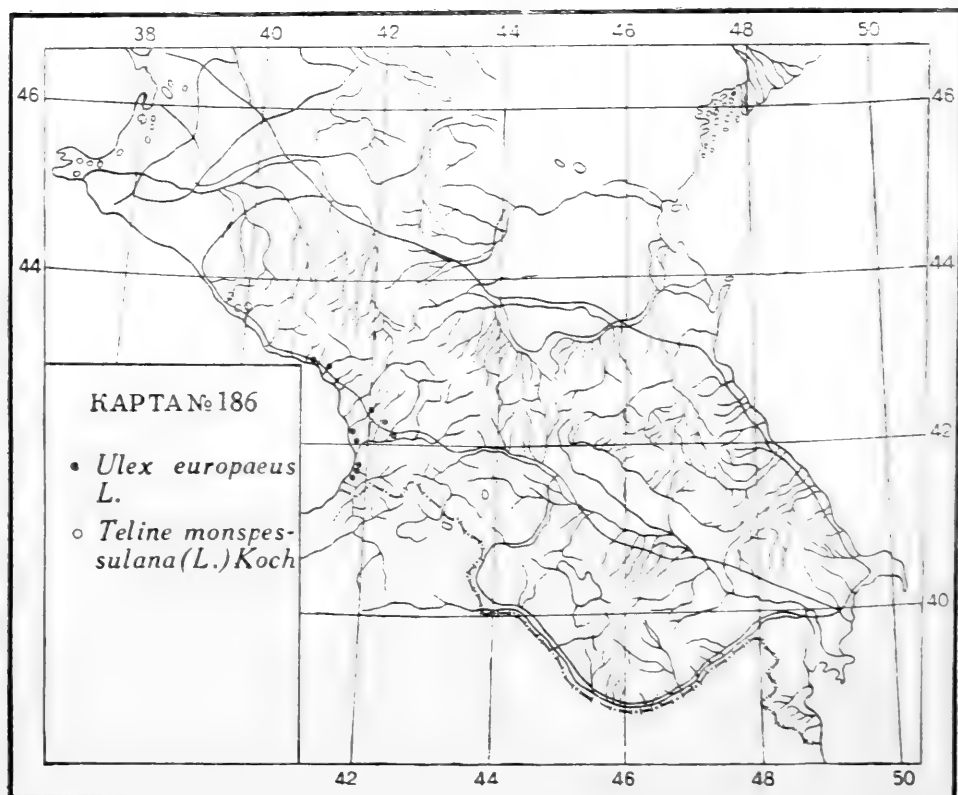 38 40 42 44 46 48 50
46 46
44 44
КАРТА № 186
42
• Ulex europaeus
L.
○ Teline monspes-
sulana (L.) Koch
40
42 44 46 48 50